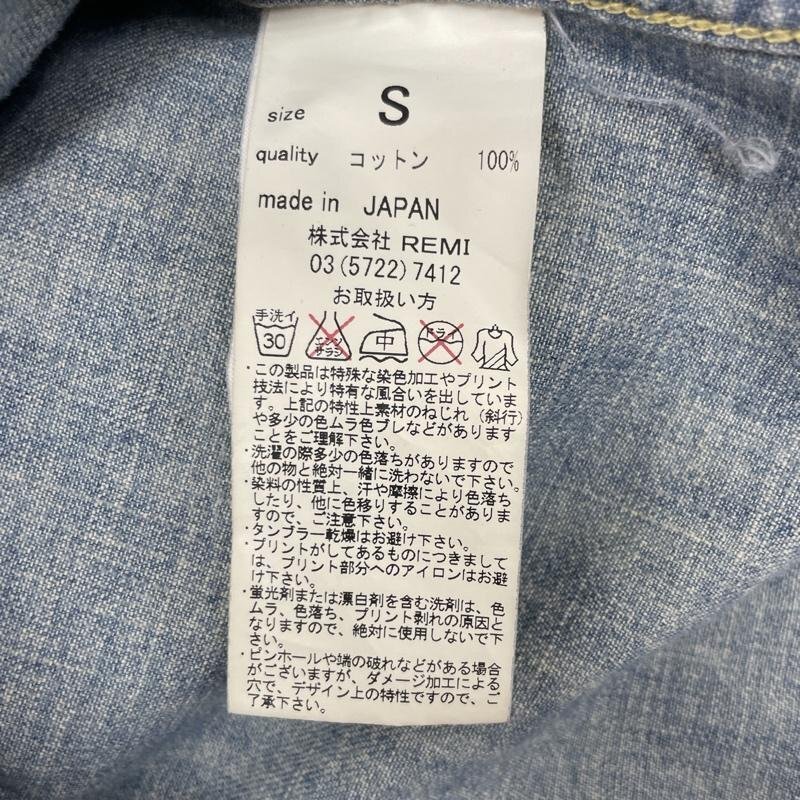 size S
quality コットン 100%
made in JAPAN
株式会社 REMI
03(5722)7412
お取扱い方
手洗イ
30
エンソ
サラシ
中
ドライ
・この製品は特殊な染色加工やプリント
技法により特有な風合いを出していま
す。上記の特性上素材のねじれ（斜行）
や多少の色ムラ色ブレなどがあります
ことをご理解下さい。
・洗濯の際多少の色落ちがありますので
他の物と絶対一緒に洗わないで下さい。
・染料の性質上、汗や摩擦により色落ち
したり、他に色移りすることがありま
すので、ご注意下さい。
・タンブラー乾燥はお避け下さい。
・プリントがしてあるものにつきまして
は、プリント部分へのアイロンはお避
け下さい。
・蛍光剤または漂白剤を含む洗剤は、色
ムラ、色落ち、プリント剥れの原因と
なりますので、絶対に使用しないで下
さい。
・ピンホールや端の破れなどがある場合
がございますが、ダメージ加工による
穴で、デザイン上の特性ですので、ご
了承下さい。